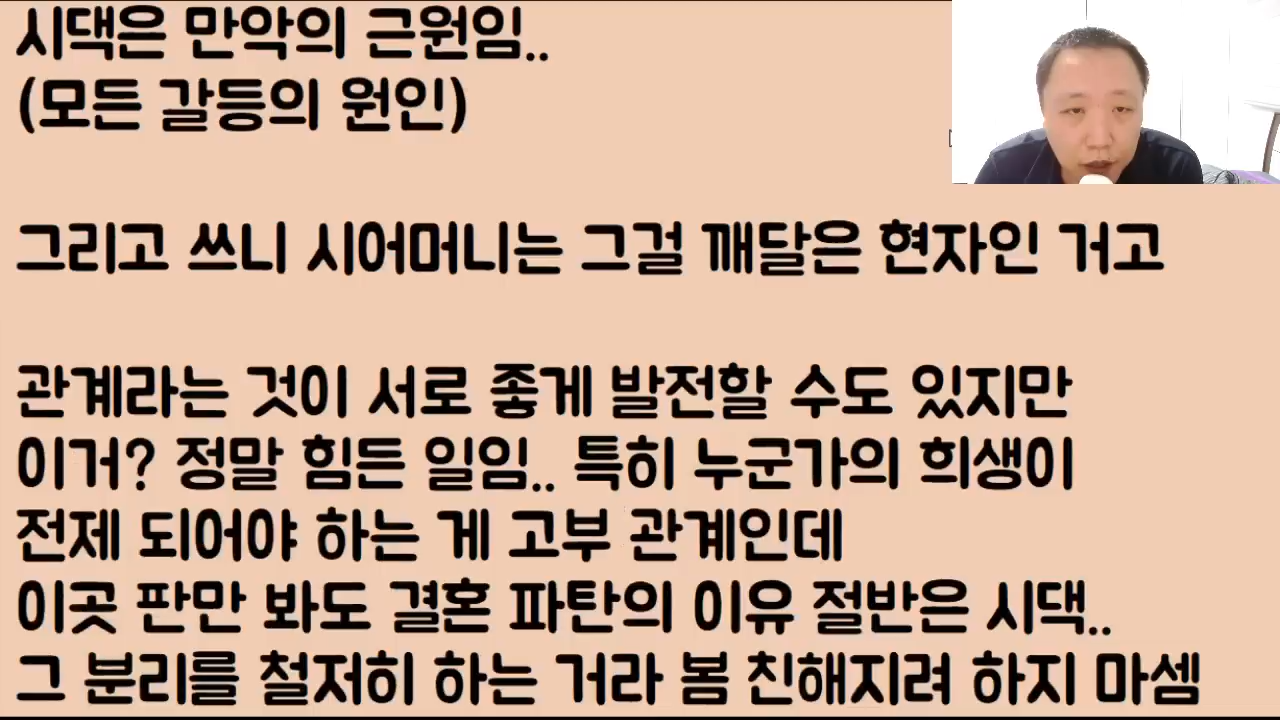 시댁은 만악의 근원임..
(모든 갈등의 원인)
그리고 쓰니 시어머니는 그걸 깨달은 현자인 거고
관계라는 것이 서로 좋게 발전할 수도 있지만
이거? 정말 힘든 일임.. 특히 누군가의 희생이
전제 되어야 하는 게 고부 관계인데
이곳 판만 봐도 결혼 파탄의 이유 절반은 시댁..
그 분리를 철저히 하는 거라 봄 친해지려 하지 마셈